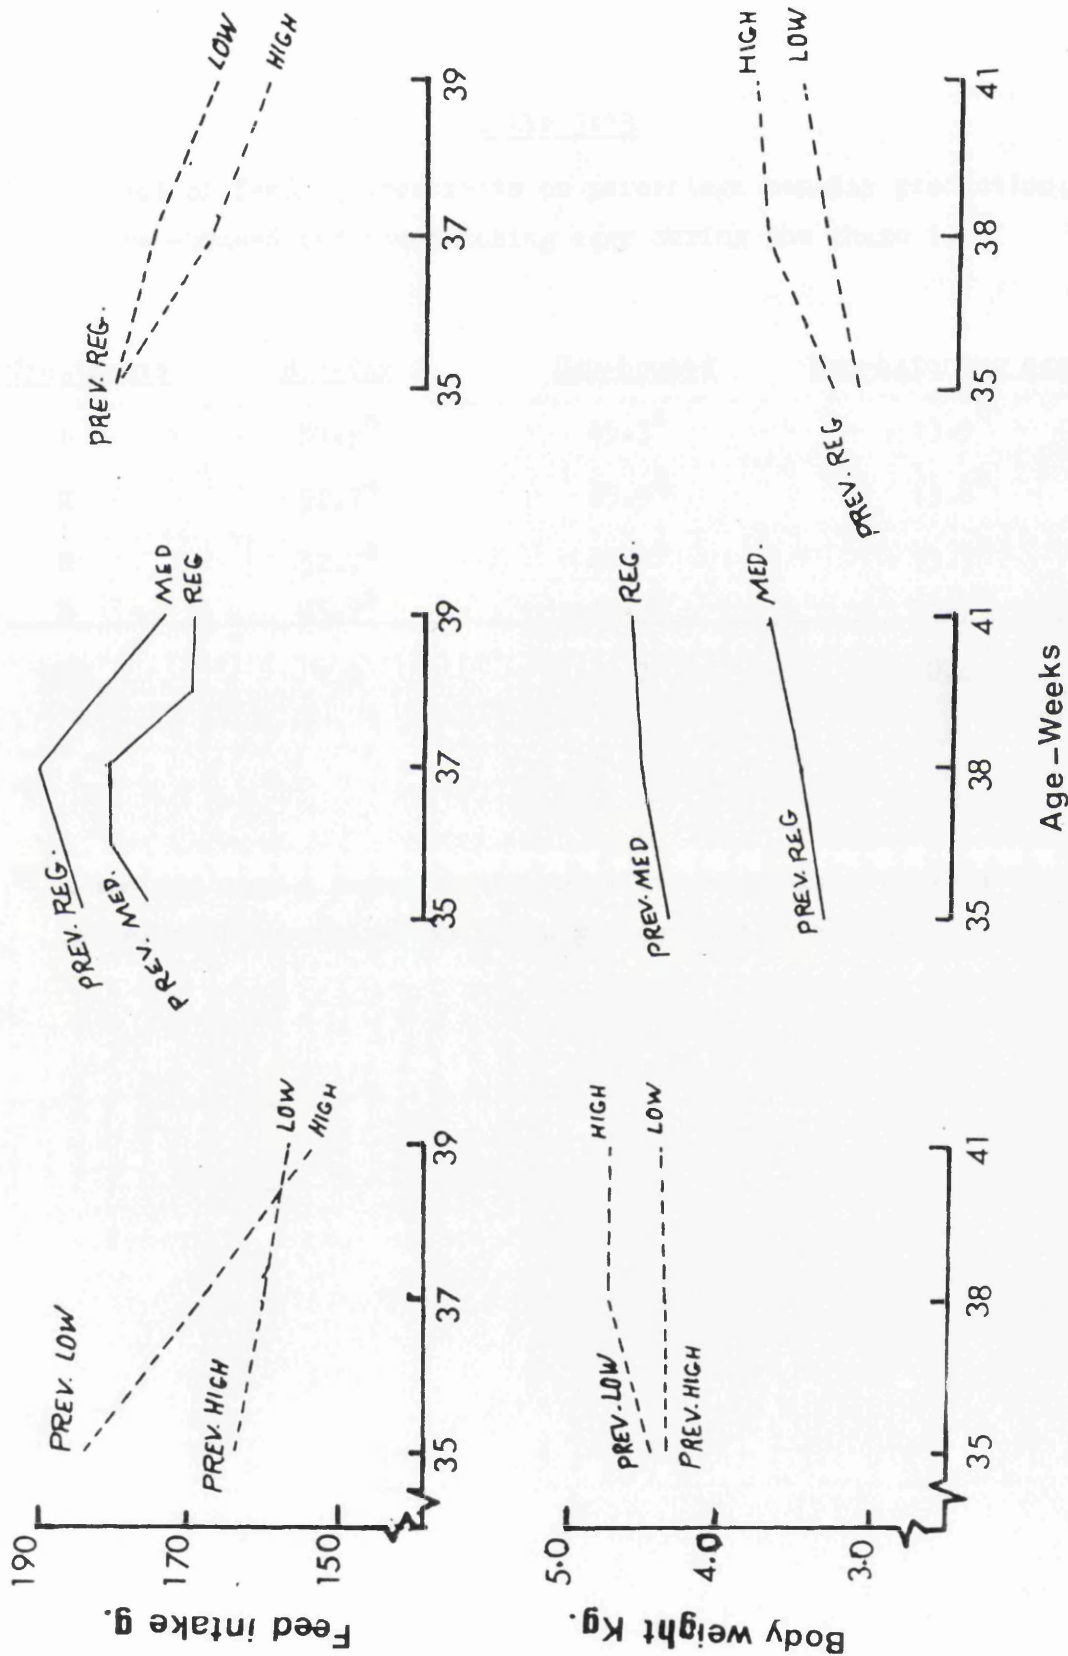 190
170
150
Feed intake g.
PREV. LOW
PREV. HIGH
LOW
HIGH
35
37
39
PREV. REG.
PREV. MED.
MED
REG
35
37
39
PREV. REG.
LOW
HIGH
35
37
39
5.0
4.0
3.0
Body weight Kg.
PREV. LOW
PREV. HIGH
HIGH
LOW
35
38
41
PREV. MED
PREV. REG
REG
MED.
35
38
41
PREV. REG
HIGH
LOW
35
38
41
Age-Weeks